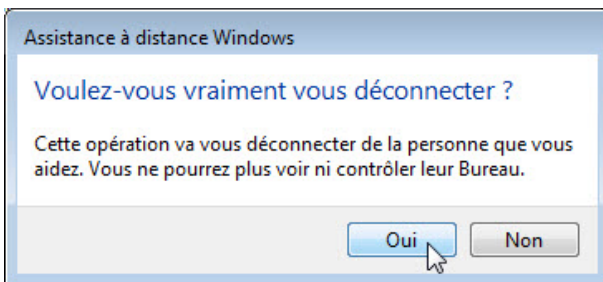 Assistance à distance Windows
Voulez-vous vraiment vous déconnecter ?
Cette opération va vous déconnecter de la personne que vous
aidez. Vous ne pourrez plus voir ni contrôler leur Bureau.
Oui Non